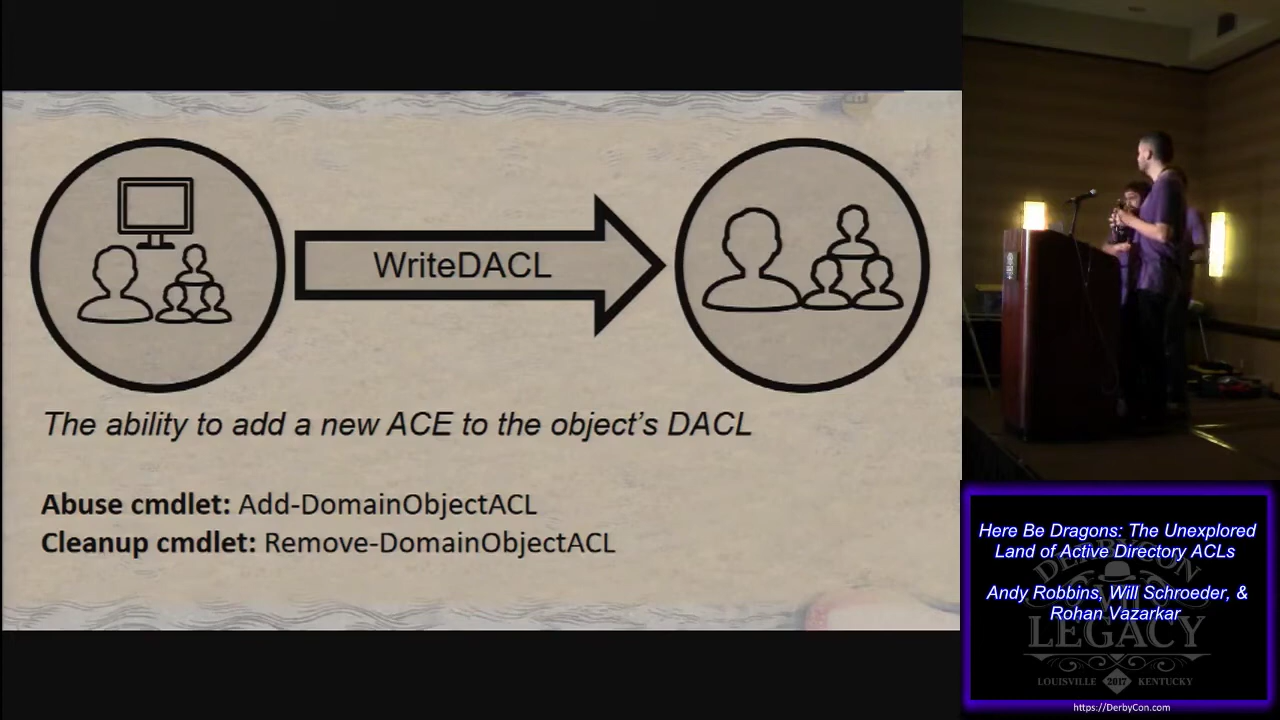 WriteDACL
The ability to add a new ACE to the object's DACL
Abuse cmdlet: Add-DomainObjectACL
Cleanup cmdlet: Remove-DomainObjectACL
Here Be Dragons: The Unexplored
Land of Active Directory ACLs
Andy Robbins, Will Schroeder, &
Rohan Vazarkar
DERBYCON
LEGACY
LOUISVILLE 2017 KENTUCKY
https://DerbyCon.com